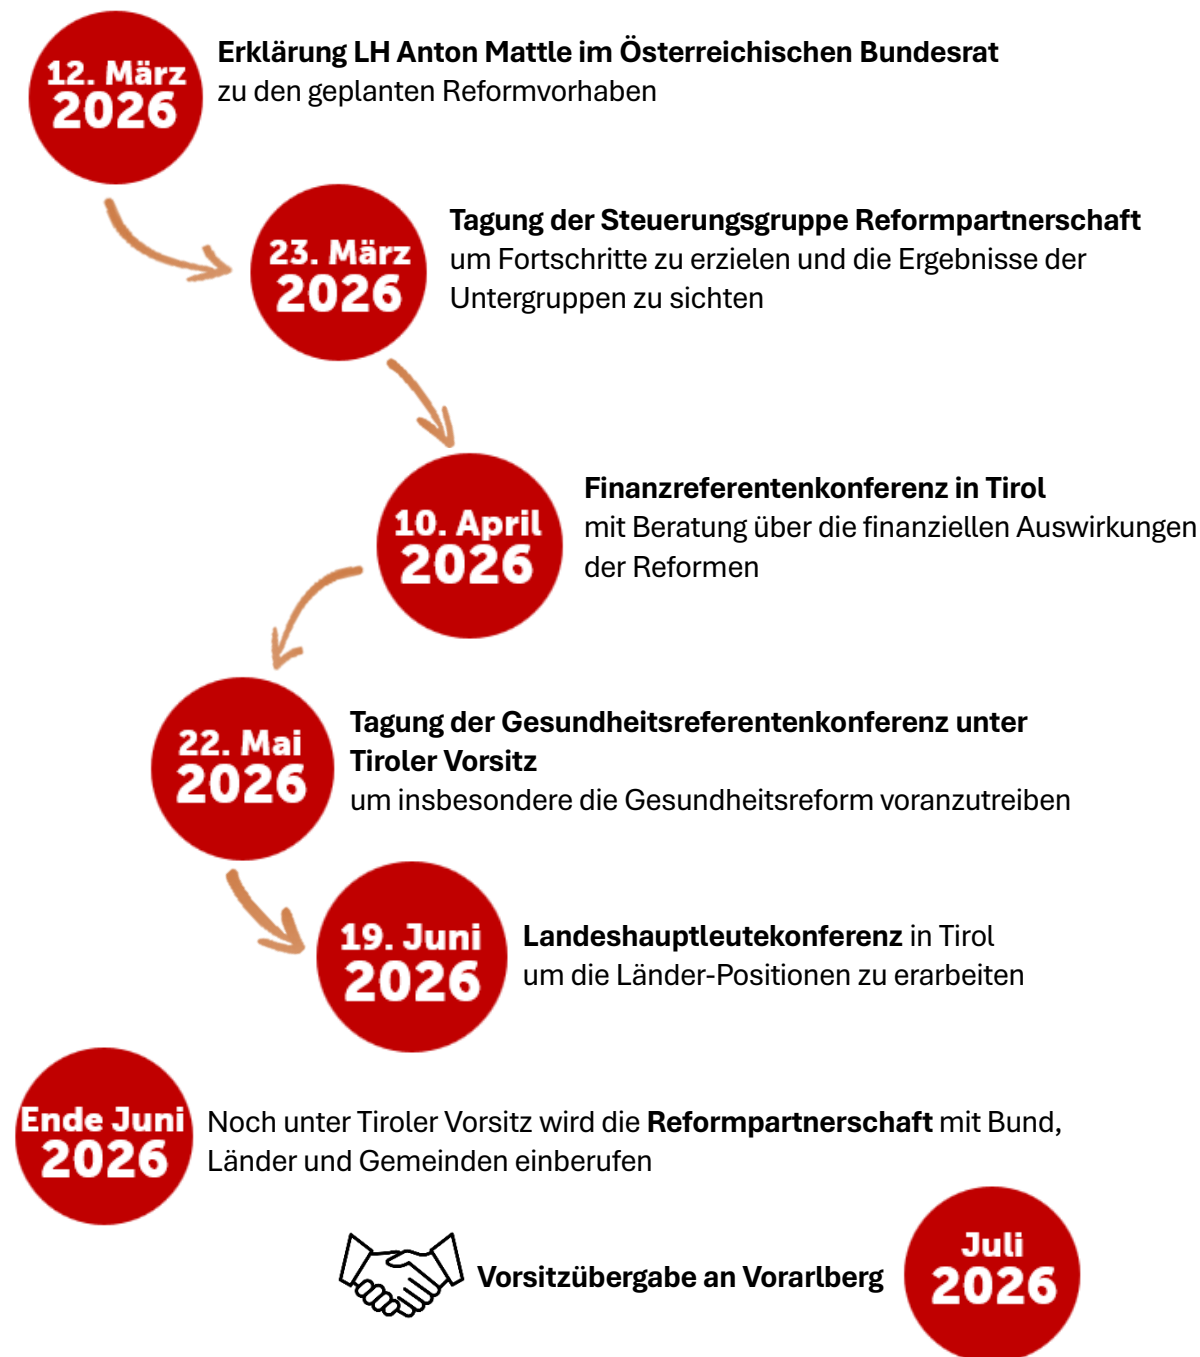 12. März
2026
Erklärung LH Anton Mattle im Österreichischen Bundesrat
zu den geplanten Reformvorhaben
23. März
2026
Tagung der Steuerungsgruppe Reformpartnerschaft
um Fortschritte zu erzielen und die Ergebnisse der
Untergruppen zu sichten
10. April
2026
Finanzreferentenkonferenz in Tirol
mit Beratung über die finanziellen Auswirkungen
der Reformen
22. Mai
2026
Tagung der Gesundheitsreferentenkonferenz unter
Tiroler Vorsitz
um insbesondere die Gesundheitsreform voranzutreiben
19. Juni
2026
Landeshauptleutekonferenz in Tirol
um die Länder-Positionen zu erarbeiten
Ende Juni
2026
Noch unter Tiroler Vorsitz wird die Reformpartnerschaft mit Bund,
Länder und Gemeinden einberufen
Vorsitzübergabe an Vorarlberg
Juli
2026